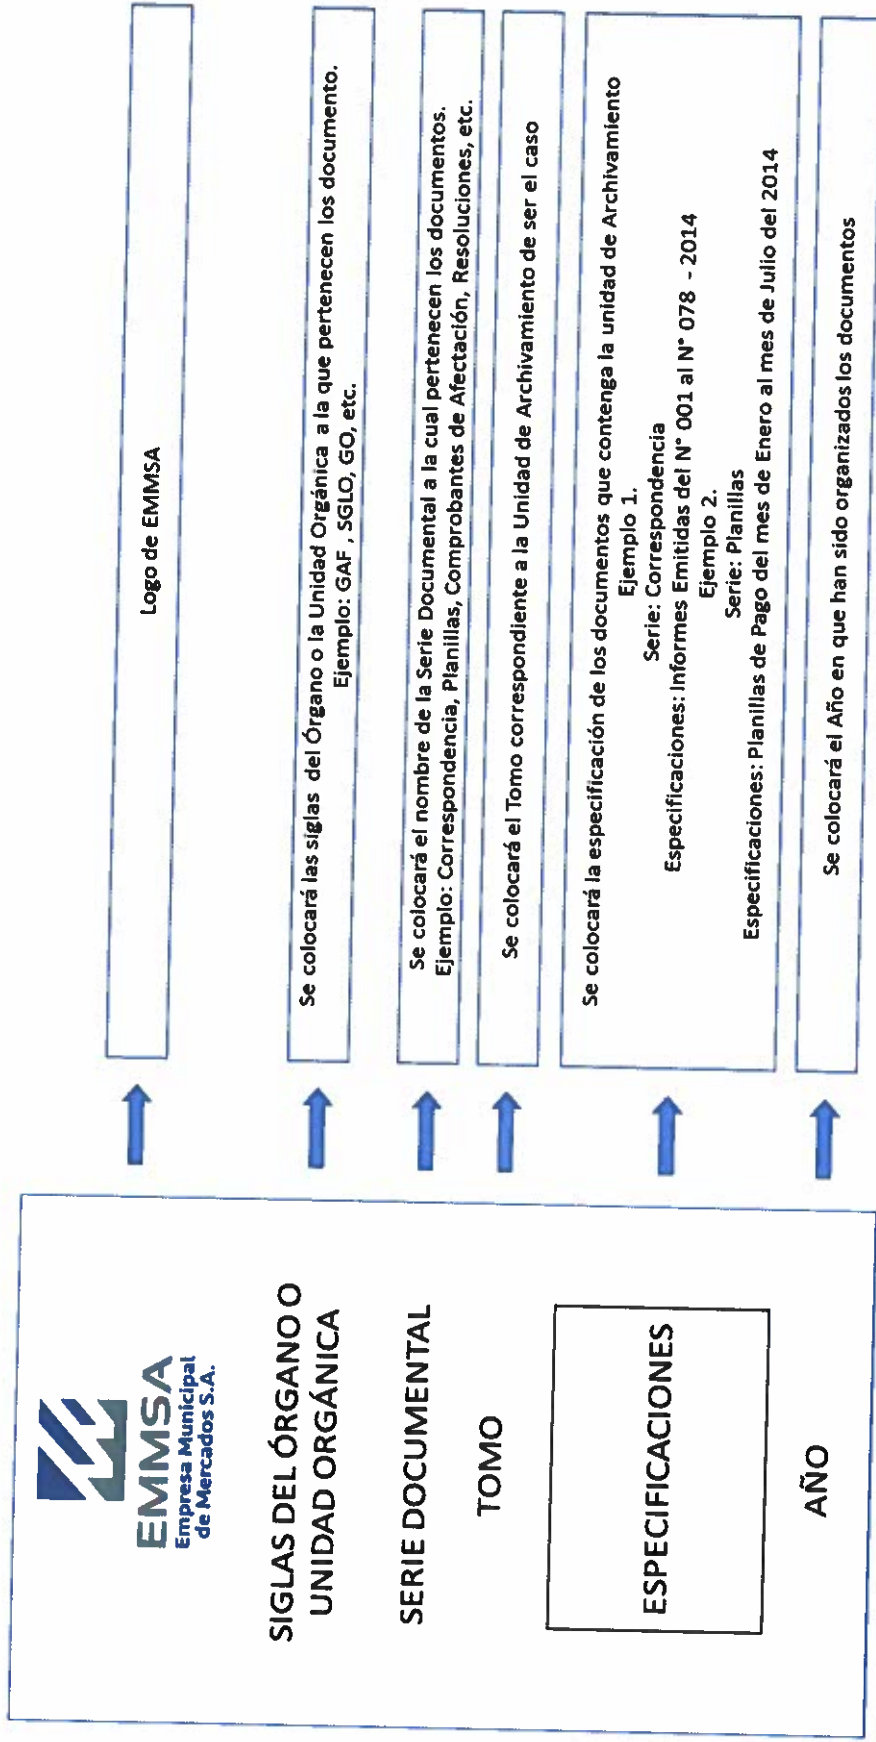 EMMSA
Empresa Municipal
de Mercados S.A.
SIGLAS DEL ÓRGANO O
UNIDAD ORGÁNICA
SERIE DOCUMENTAL
TOMO
ESPECIFICACIONES
AÑO
Logo de EMMSA
Se colocará las siglas del Órgano o la Unidad Orgánica a la que pertenecen los documento.
Ejemplo: GAF , SGLO, GO, etc.
Se colocará el nombre de la Serie Documental a la cual pertenecen los documentos.
Ejemplo: Correspondencia, Planillas, Comprobantes de Afectación, Resoluciones, etc.
Se colocará el Tomo correspondiente a la Unidad de Archivamiento de ser el caso
Se colocará la especificación de los documentos que contenga la unidad de Archivamiento
Ejemplo 1.
Serie: Correspondencia
Especificaciones: Informes Emitidas del N° 001 al N° 078 - 2014
Ejemplo 2.
Serie: Planillas
Especificaciones: Planillas de Pago del mes de Enero al mes de Julio del 2014
Se colocará el Año en que han sido organizados los documentos